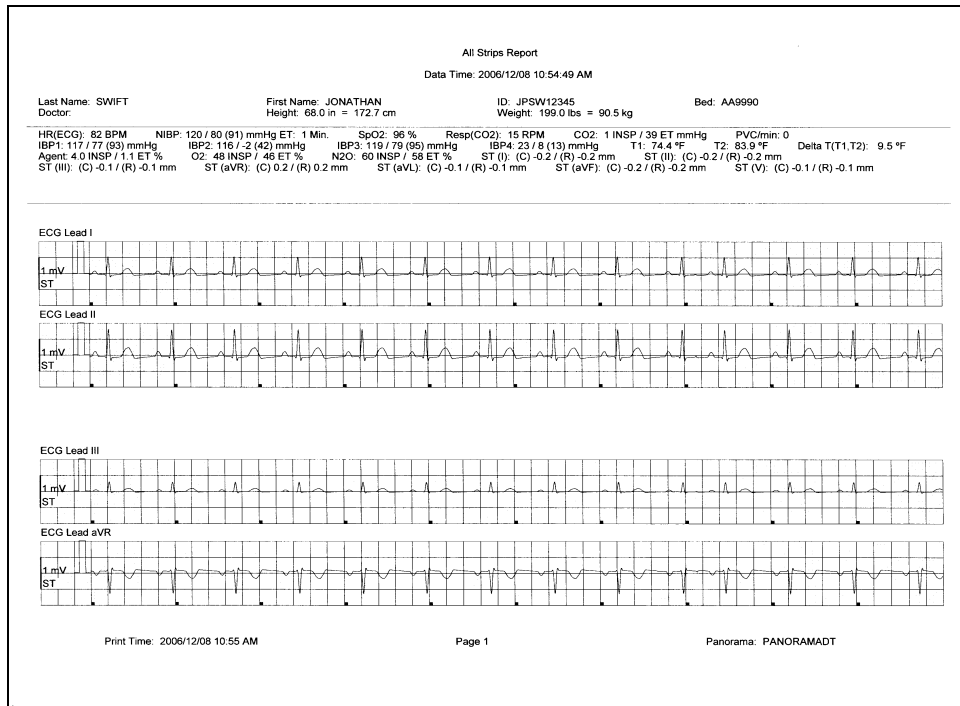 All Strips Report
Data Time: 2006/12/08 10:54:49 AM
Last Name: SWIFT First Name: JONATHAN ID: JPSW12345 Bed: AA9990
Doctor: Height: 68.0 in = 172.7 cm Weight: 199.0 lbs = 90.5 kg
HR(ECG): 82 BPM NIBP: 120 / 80 (91) mmHg ET: 1 Min. SpO2: 96 % Resp(CO2): 15 RPM CO2: 1 INSP / 39 ET mmHg PVC/min: 0
IBP1: 117 / 77 (93) mmHg IBP2: 116 / -2 (42) mmHg IBP3: 119 / 79 (95) mmHg IBP4: 23 / 8 (13) mmHg T1: 74.4 °F T2: 83.9 °F Delta T(T1,T2): 9.5 °F
Agent: 4.0 INSP / 1.1 ET % O2: 48 INSP / 46 ET % N2O: 60 INSP / 58 ET % ST (I): (C) -0.2 / (R) -0.2 mm ST (II): (C) -0.2 / (R) -0.2 mm
ST (III): (C) -0.1 / (R) -0.1 mm ST (aVR): (C) 0.2 / (R) 0.2 mm ST (aVL): (C) -0.1 / (R) -0.1 mm ST (aVF): (C) -0.2 / (R) -0.2 mm ST (V): (C) -0.1 / (R) -0.1 mm
ECG Lead I
1 mV
ST
ECG Lead II
1 mV
ST
ECG Lead III
1 mV
ST
ECG Lead aVR
1 mV
ST
Print Time: 2006/12/08 10:55 AM Page 1 Panorama: PANORAMADT